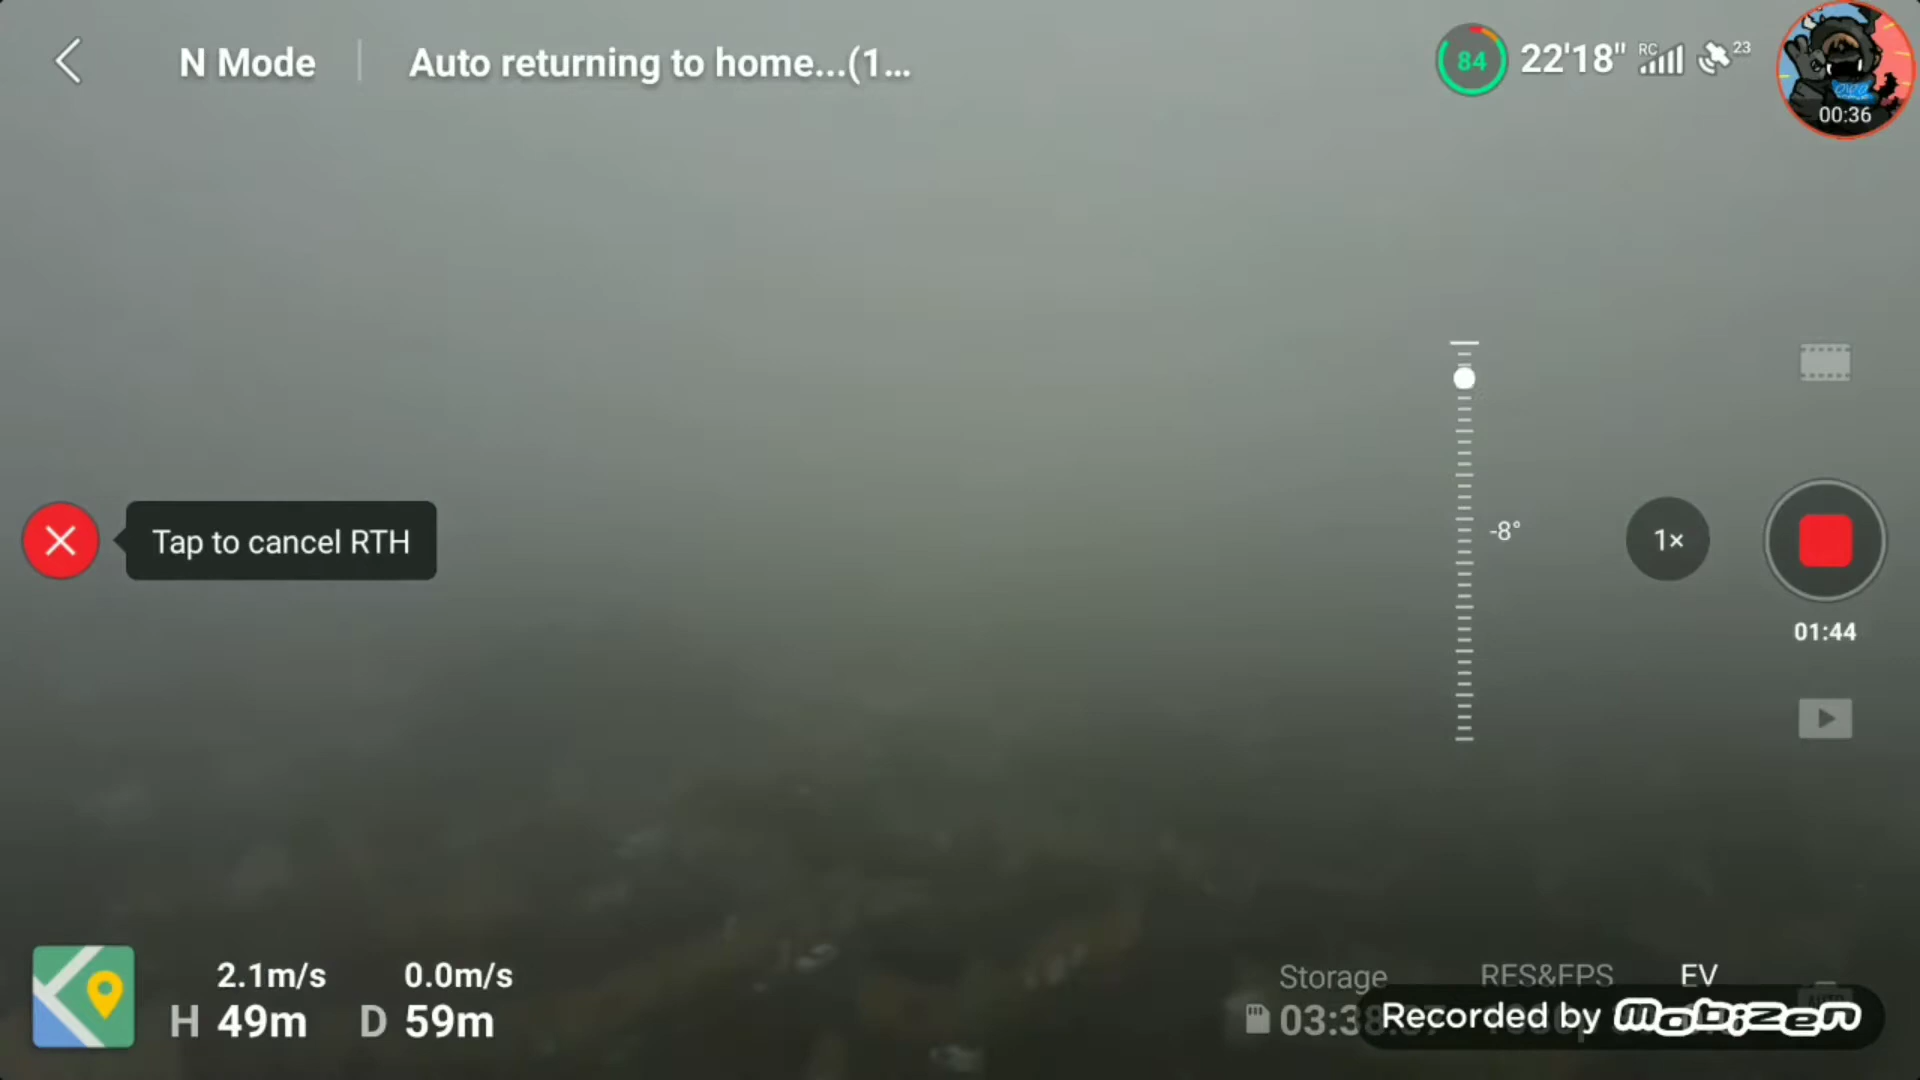 N Mode
Auto returning to home...(1...
84
22'18"
RC
23
00:36
-8°
Tap to cancel RTH
1×
01:44
2.1m/s
0.0m/s
H 49m
D 59m
Storage
RES&FPS
EV
Recorded by mobizen